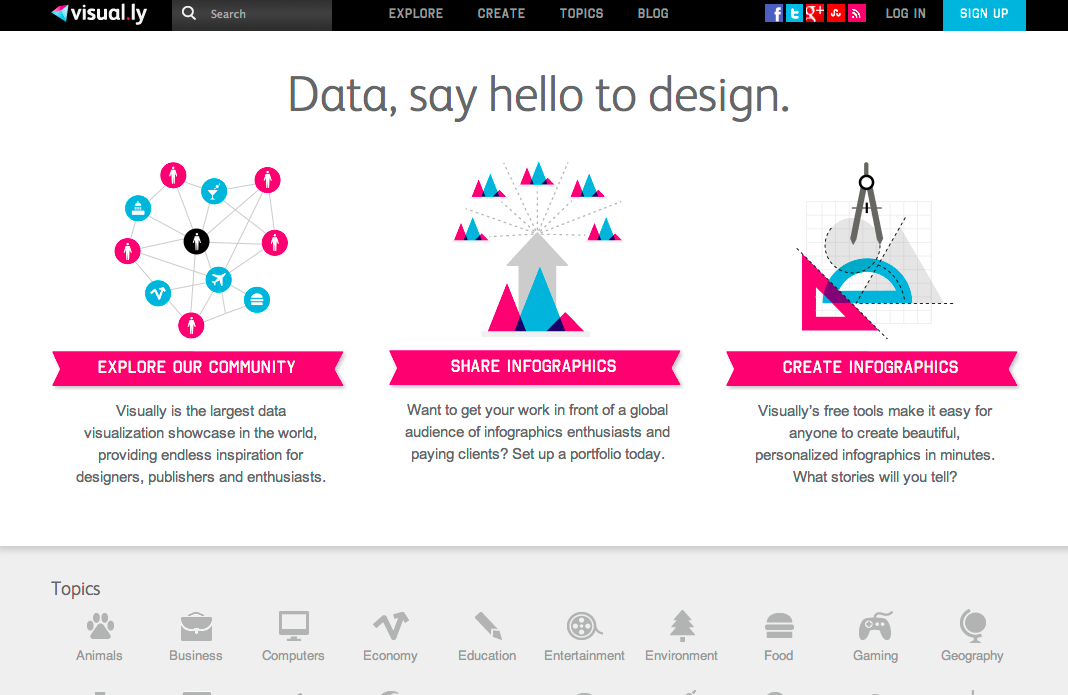 visual.ly
Search
EXPLORE
CREATE
TOPICS
BLOG
LOG IN
SIGN UP
Data, say hello to design.
EXPLORE OUR COMMUNITY
Visually is the largest data
visualization showcase in the world,
providing endless inspiration for
designers, publishers and enthusiasts.
SHARE INFOGRAPHICS
Want to get your work in front of a global
audience of infographics enthusiasts and
paying clients? Set up a portfolio today.
CREATE INFOGRAPHICS
Visually's free tools make it easy for
anyone to create beautiful,
personalized infographics in minutes.
What stories will you tell?
Topics
Animals
Business
Computers
Economy
Education
Entertainment
Environment
Food
Gaming
Geography